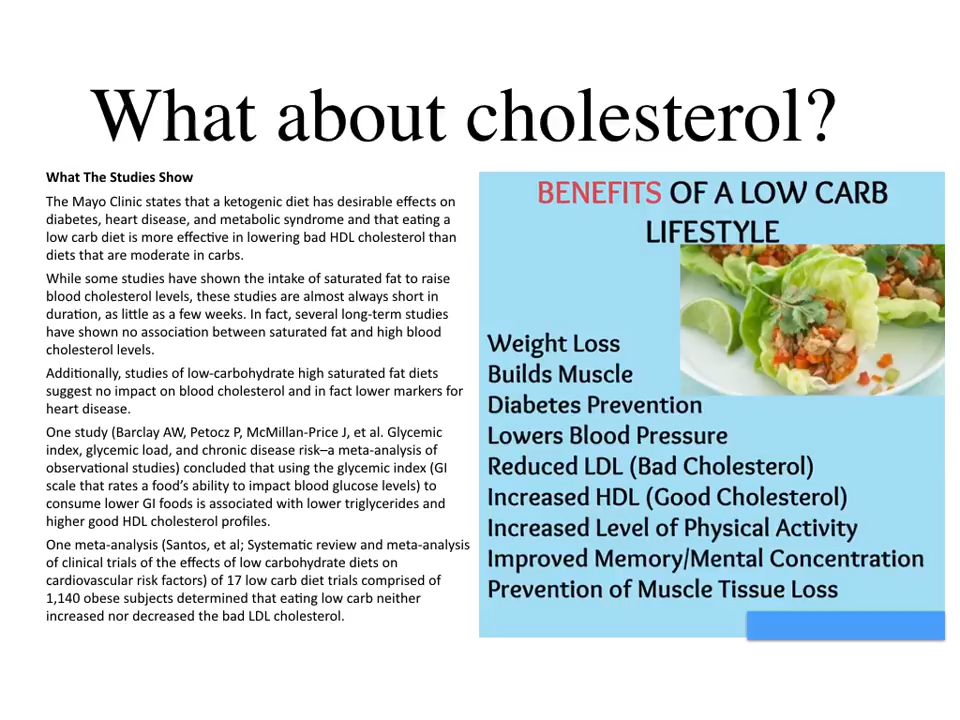 What about cholesterol?
What The Studies Show
The Mayo Clinic states that a ketogenic diet has desirable effects on
diabetes, heart disease, and metabolic syndrome and that eating a
low carb diet is more effective in lowering bad HDL cholesterol than
diets that are moderate in carbs.
While some studies have shown the intake of saturated fat to raise
blood cholesterol levels, these studies are almost always short in
duration, as little as a few weeks. In fact, several long-term studies
have shown no association between saturated fat and high blood
cholesterol levels.
Additionally, studies of low-carbohydrate high saturated fat diets
suggest no impact on blood cholesterol and in fact lower markers for
heart disease.
One study (Barclay AW, Petocz P, McMillan-Price J, et al. Glycemic
index, glycemic load, and chronic disease risk–a meta-analysis of
observational studies) concluded that using the glycemic index (GI
scale that rates a food's ability to impact blood glucose levels) to
consume lower GI foods is associated with lower triglycerides and
higher good HDL cholesterol profiles.
One meta-analysis (Santos, et al; Systematic review and meta-analysis
of clinical trials of the effects of low carbohydrate diets on
cardiovascular risk factors) of 17 low carb diet trials comprised of
1,140 obese subjects determined that eating low carb neither
increased nor decreased the bad LDL cholesterol.
BENEFITS OF A LOW CARB
LIFESTYLE
Weight Loss
Builds Muscle
Diabetes Prevention
Lowers Blood Pressure
Reduced LDL (Bad Cholesterol)
Increased HDL (Good Cholesterol)
Increased Level of Physical Activity
Improved Memory/Mental Concentration
Prevention of Muscle Tissue Loss